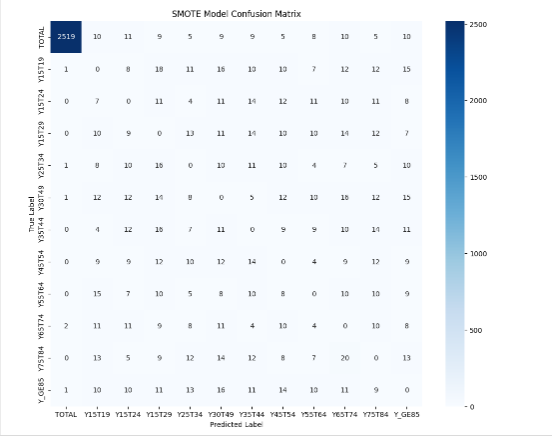 SMOTE Model Confusion Matrix
TOTAL 2519 10 11 9 5 9 9 5 8 10 5 10
Y15T19 1 0 8 18 11 16 10 10 7 12 12 15
Y15T24 0 7 0 11 4 11 14 12 11 10 11 8
Y15T29 0 10 9 0 13 11 14 10 10 14 12 7
Y25T34 1 8 10 16 0 10 11 10 4 7 5 10
Y30T49 1 12 12 14 8 0 5 12 10 16 12 15
Y35T44 0 4 12 16 7 11 0 9 9 10 14 11
Y45T54 0 9 9 12 10 12 14 0 4 9 12 9
Y55T64 0 15 7 10 5 8 10 8 0 10 10 9
Y65T74 2 11 11 9 8 11 4 10 4 0 10 8
Y75T84 0 13 5 9 12 14 12 8 7 20 0 13
Y_GE85 1 10 10 11 13 16 11 14 10 11 9 0
TOTAL Y15T19 Y15T24 Y15T29 Y25T34 Y30T49 Y35T44 Y45T54 Y55T64 Y65T74 Y75T84 Y_GE85
Predicted Label
True Label
2500
2000
1500
1000
500
0